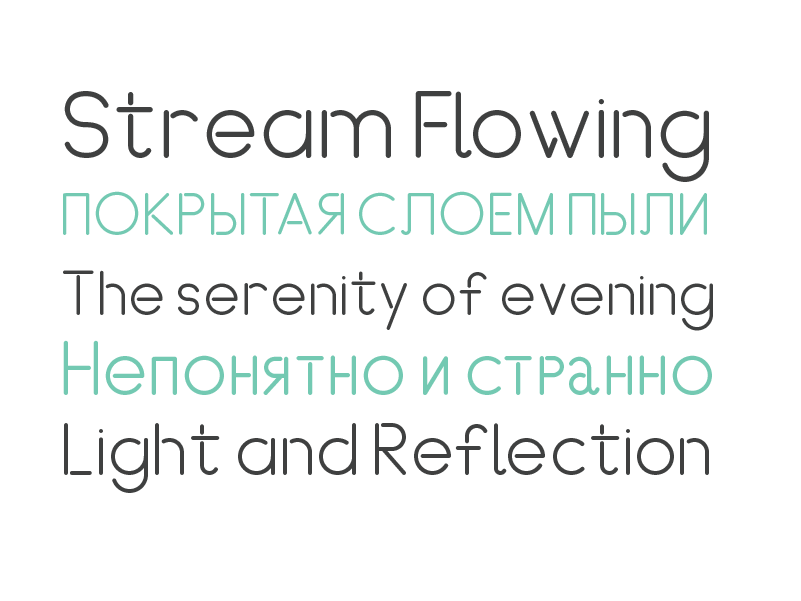 Stream Flowing
ПОКРЫТАЯ СЛОЕМ ПЫЛИ
The serenity of evening
Непонятно и странно
Light and Reflection